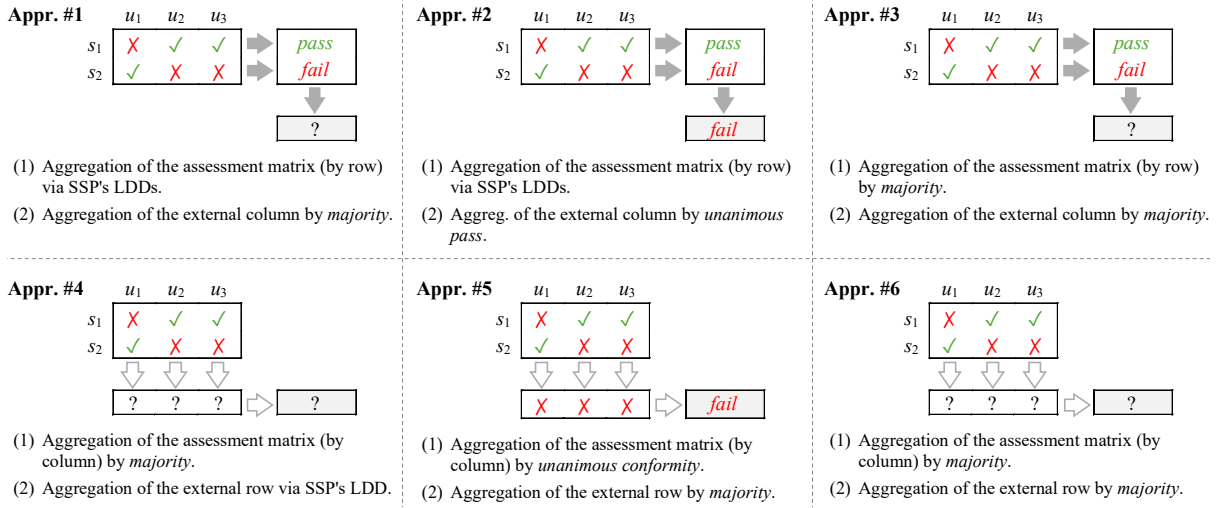 Appr. #1 u1 u2 u3
s1 ✗ ✓ ✓ pass
s2 ✓ ✗ ✗ fail
?
(1) Aggregation of the assessment matrix (by row)
via SSP's LDDs.
(2) Aggregation of the external column by majority.
Appr. #2 u1 u2 u3
s1 ✗ ✓ ✓ pass
s2 ✓ ✗ ✗ fail
fail
(1) Aggregation of the assessment matrix (by row)
via SSP's LDDs.
(2) Aggreg. of the external column by unanimous
pass.
Appr. #3 u1 u2 u3
s1 ✗ ✓ ✓ pass
s2 ✓ ✗ ✗ fail
?
(1) Aggregation of the assessment matrix (by row)
by majority.
(2) Aggregation of the external column by majority.
Appr. #4 u1 u2 u3
s1 ✗ ✓ ✓
s2 ✓ ✗ ✗
? ? ? ?
(1) Aggregation of the assessment matrix (by
column) by majority.
(2) Aggregation of the external row via SSP's LDD.
Appr. #5 u1 u2 u3
s1 ✗ ✓ ✓
s2 ✓ ✗ ✗
✗ ✗ ✗ fail
(1) Aggregation of the assessment matrix (by
column) by unanimous conformity.
(2) Aggregation of the external row by majority.
Appr. #6 u1 u2 u3
s1 ✗ ✓ ✓
s2 ✓ ✗ ✗
? ? ? ?
(1) Aggregation of the assessment matrix (by
column) by majority.
(2) Aggregation of the external row by majority.